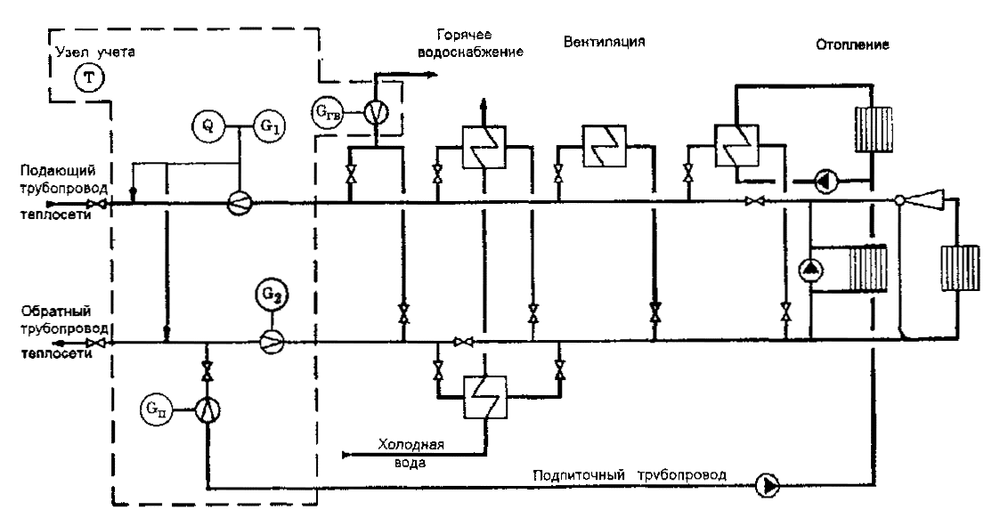 Узел учета
T
Горячее
водоснабжение
Вентиляция
Отопление
Gгв
Q
G1
Подающий
трубопровод
теплосети
G2
Обратный
трубопровод
теплосети
Gп
Холодная
вода
Подпиточный трубопровод